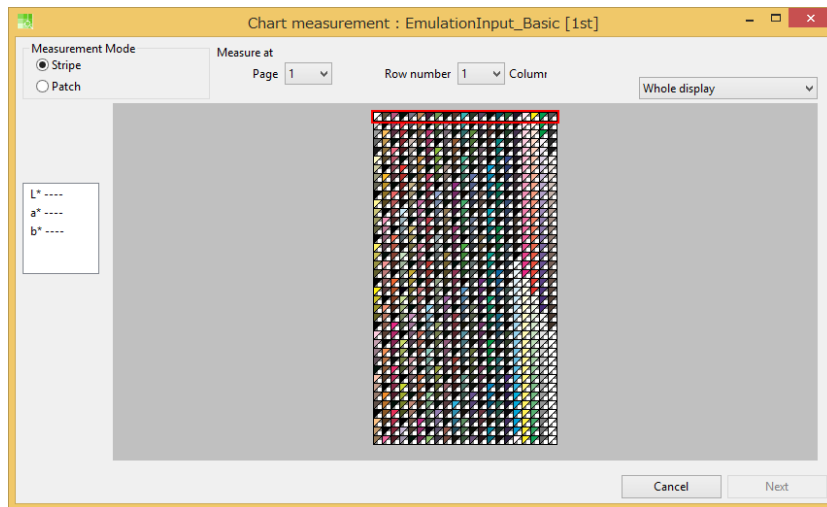 Chart measurement : EmulationInput_Basic [1st]
Measurement Mode
Stripe
Patch
Measure at
Page 1 Row number 1 Column
Whole display
L* ----
a* ----
b* ----
Cancel Next